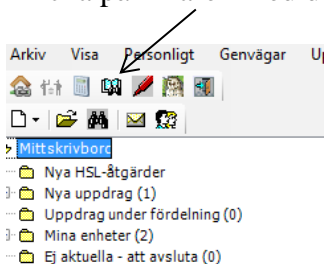 Arkiv Visa Personligt Genvägar
Mittskrivbord
Nya HSL-åtgärder
Nya uppdrag (1)
Uppdrag under fördelning (0)
Mina enheter (2)
Ej aktuella - att avsluta (0)